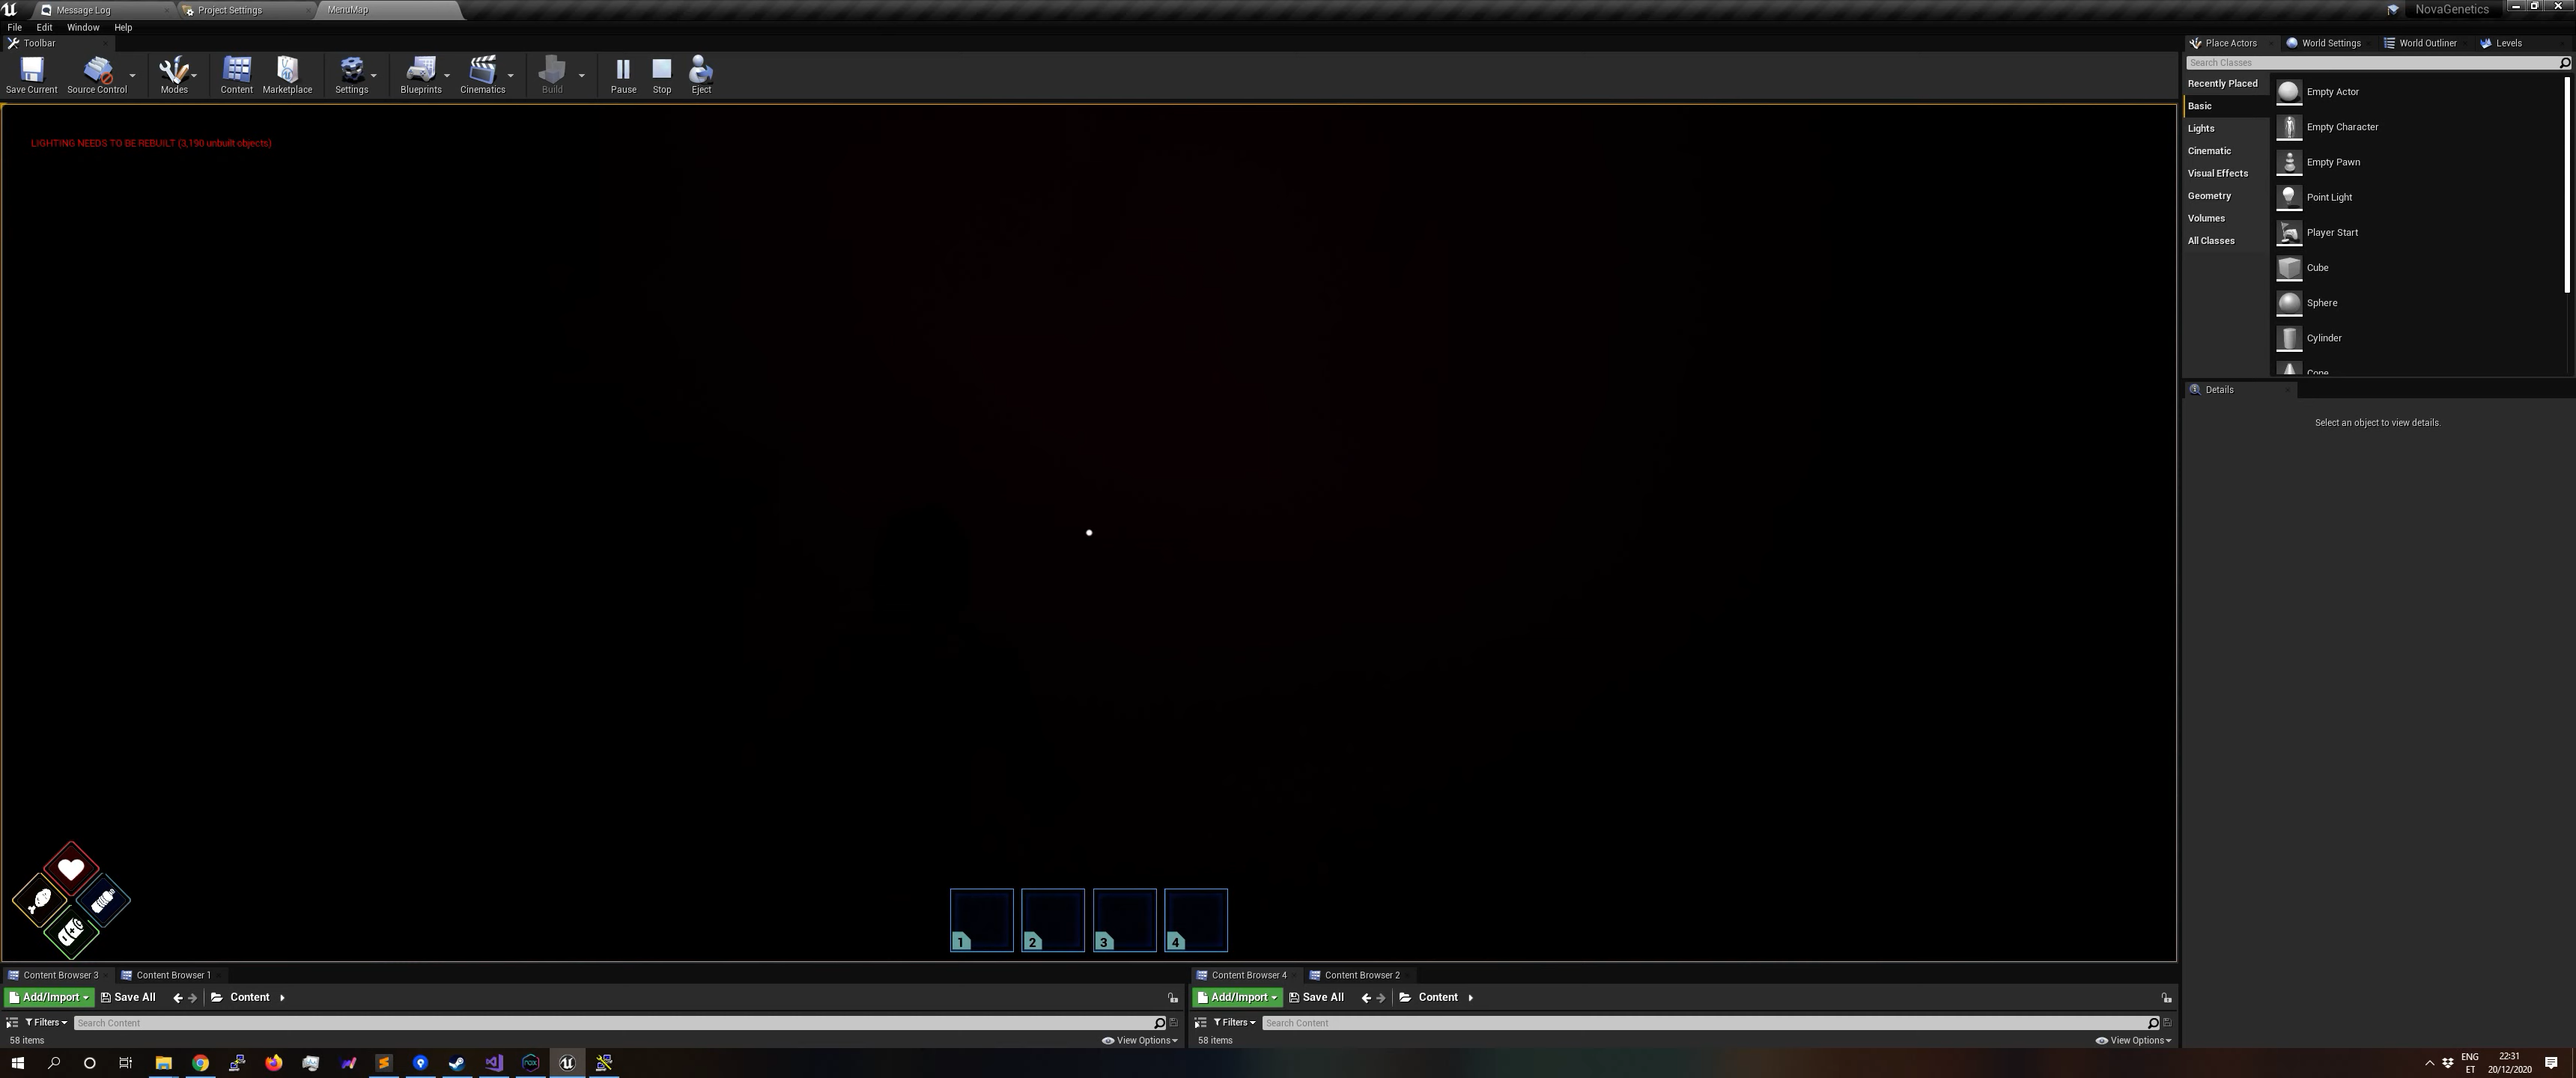 Message Log
Project Settings
MenuMap
NovaGenetics
File Edit Window Help
Toolbar
Save Current
Source Control
Modes
Content
Marketplace
Settings
Blueprints
Cinematics
Build
Pause
Stop
Eject
LIGHTING NEEDS TO BE REBUILT (3,190 unbuilt objects)
1
2
3
4
Place Actors
World Settings
World Outliner
Levels
Search Classes
Recently Placed
Basic
Lights
Cinematic
Visual Effects
Geometry
Volumes
All Classes
Empty Actor
Empty Character
Empty Pawn
Point Light
Player Start
Cube
Sphere
Cylinder
Cone
Details
Select an object to view details.
Content Browser 3
Content Browser 1
Add/Import
Save All
Content
Filters
Search Content
58 items
View Options
Content Browser 4
Content Browser 2
Add/Import
Save All
Content
Filters
Search Content
58 items
View Options
ENG
ET
22:31
20/12/2020